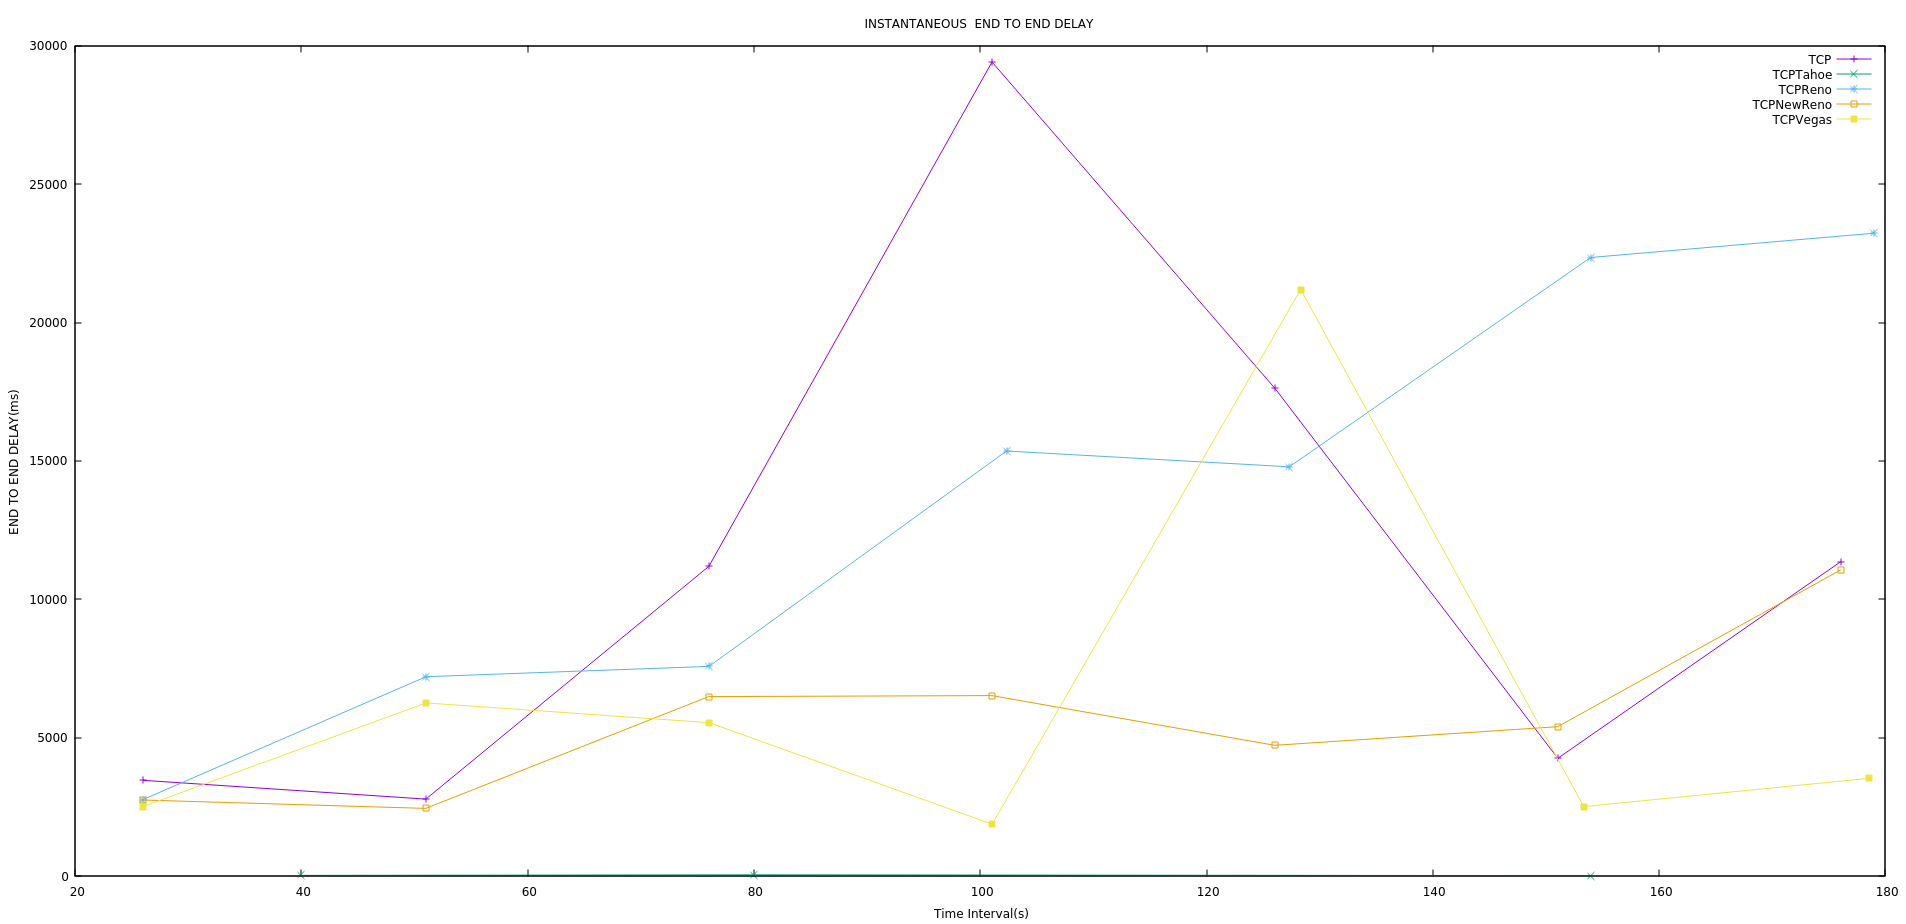 INSTANTANEOUS  END TO END DELAY
30000
25000
20000
15000
10000
5000
0
END TO END DELAY(ms)
TCP
TCPTahoe
TCPReno
TCPNewReno
TCPVegas
20 40 60 80 100 120 140 160 180
Time Interval(s)